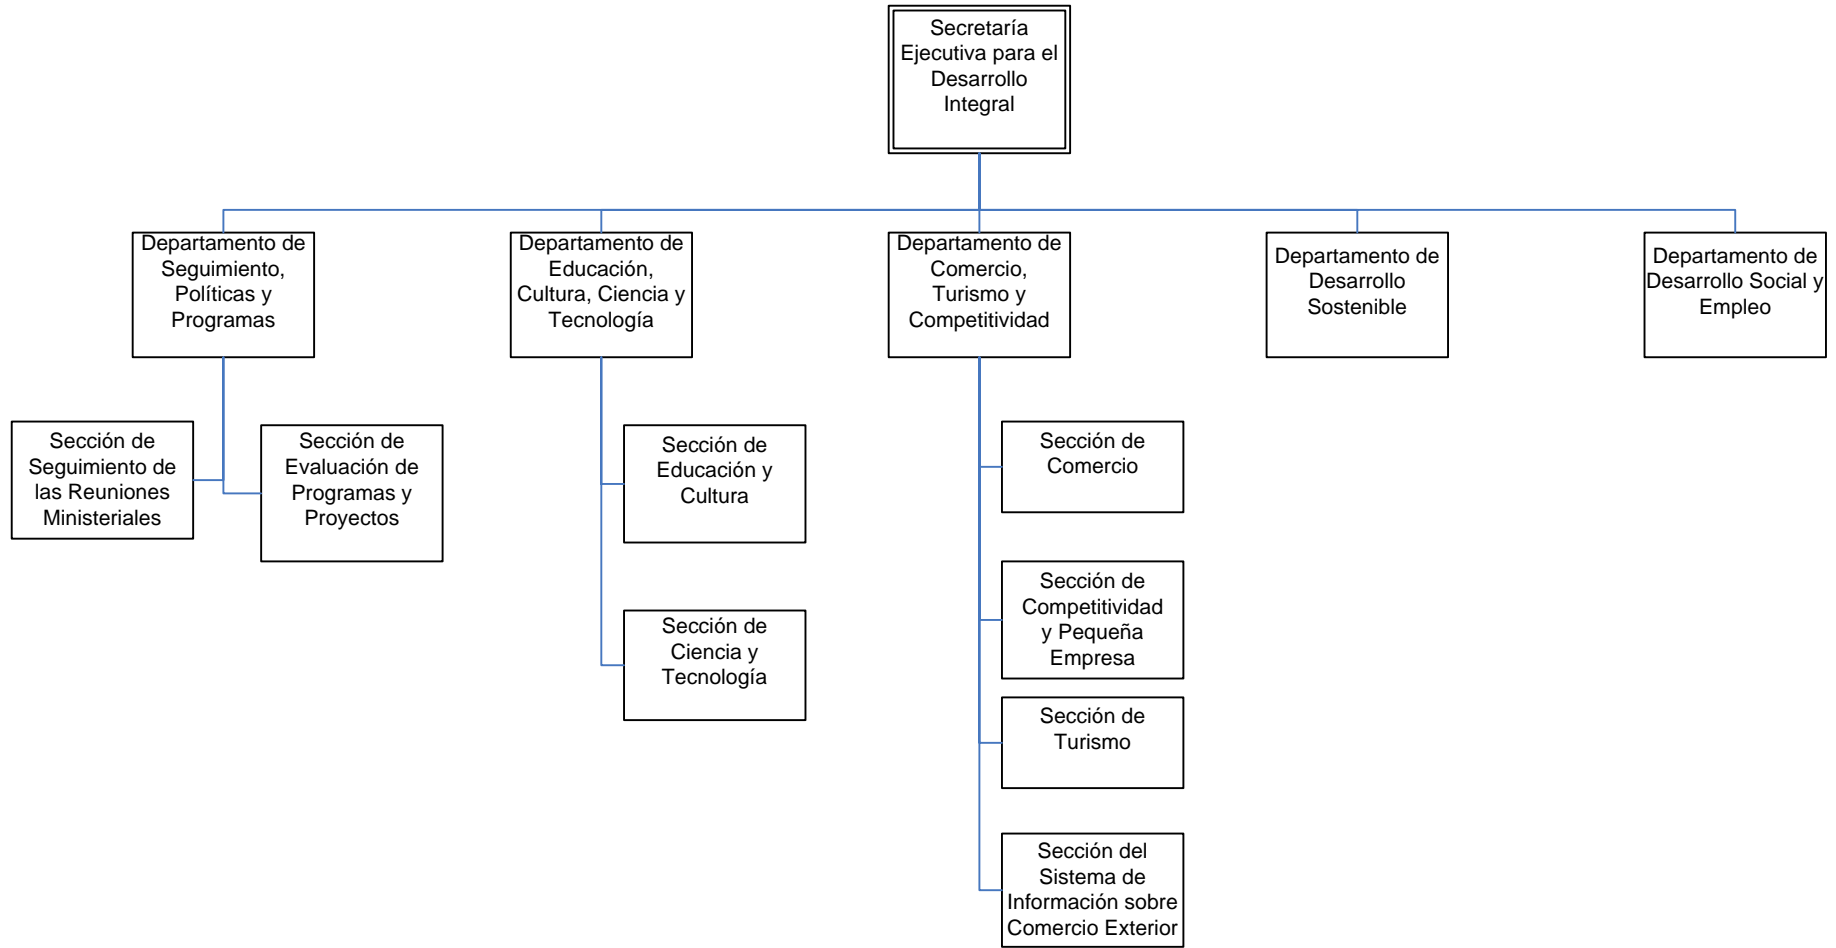 Secretaría
Ejecutiva para el
Desarrollo
Integral
Departamento de
Seguimiento,
Políticas y
Programas
Departamento de
Educación,
Cultura, Ciencia y
Tecnología
Departamento de
Comercio,
Turismo y
Competitividad
Departamento de
Desarrollo
Sostenible
Departamento de
Desarrollo Social y
Empleo
Sección de
Seguimiento de
las Reuniones
Ministeriales
Sección de
Evaluación de
Programas y
Proyectos
Sección de
Educación y
Cultura
Sección de
Comercio
Sección de
Competitividad
y Pequeña
Empresa
Sección de
Ciencia y
Tecnología
Sección de
Turismo
Sección del
Sistema de
Información sobre
Comercio Exterior